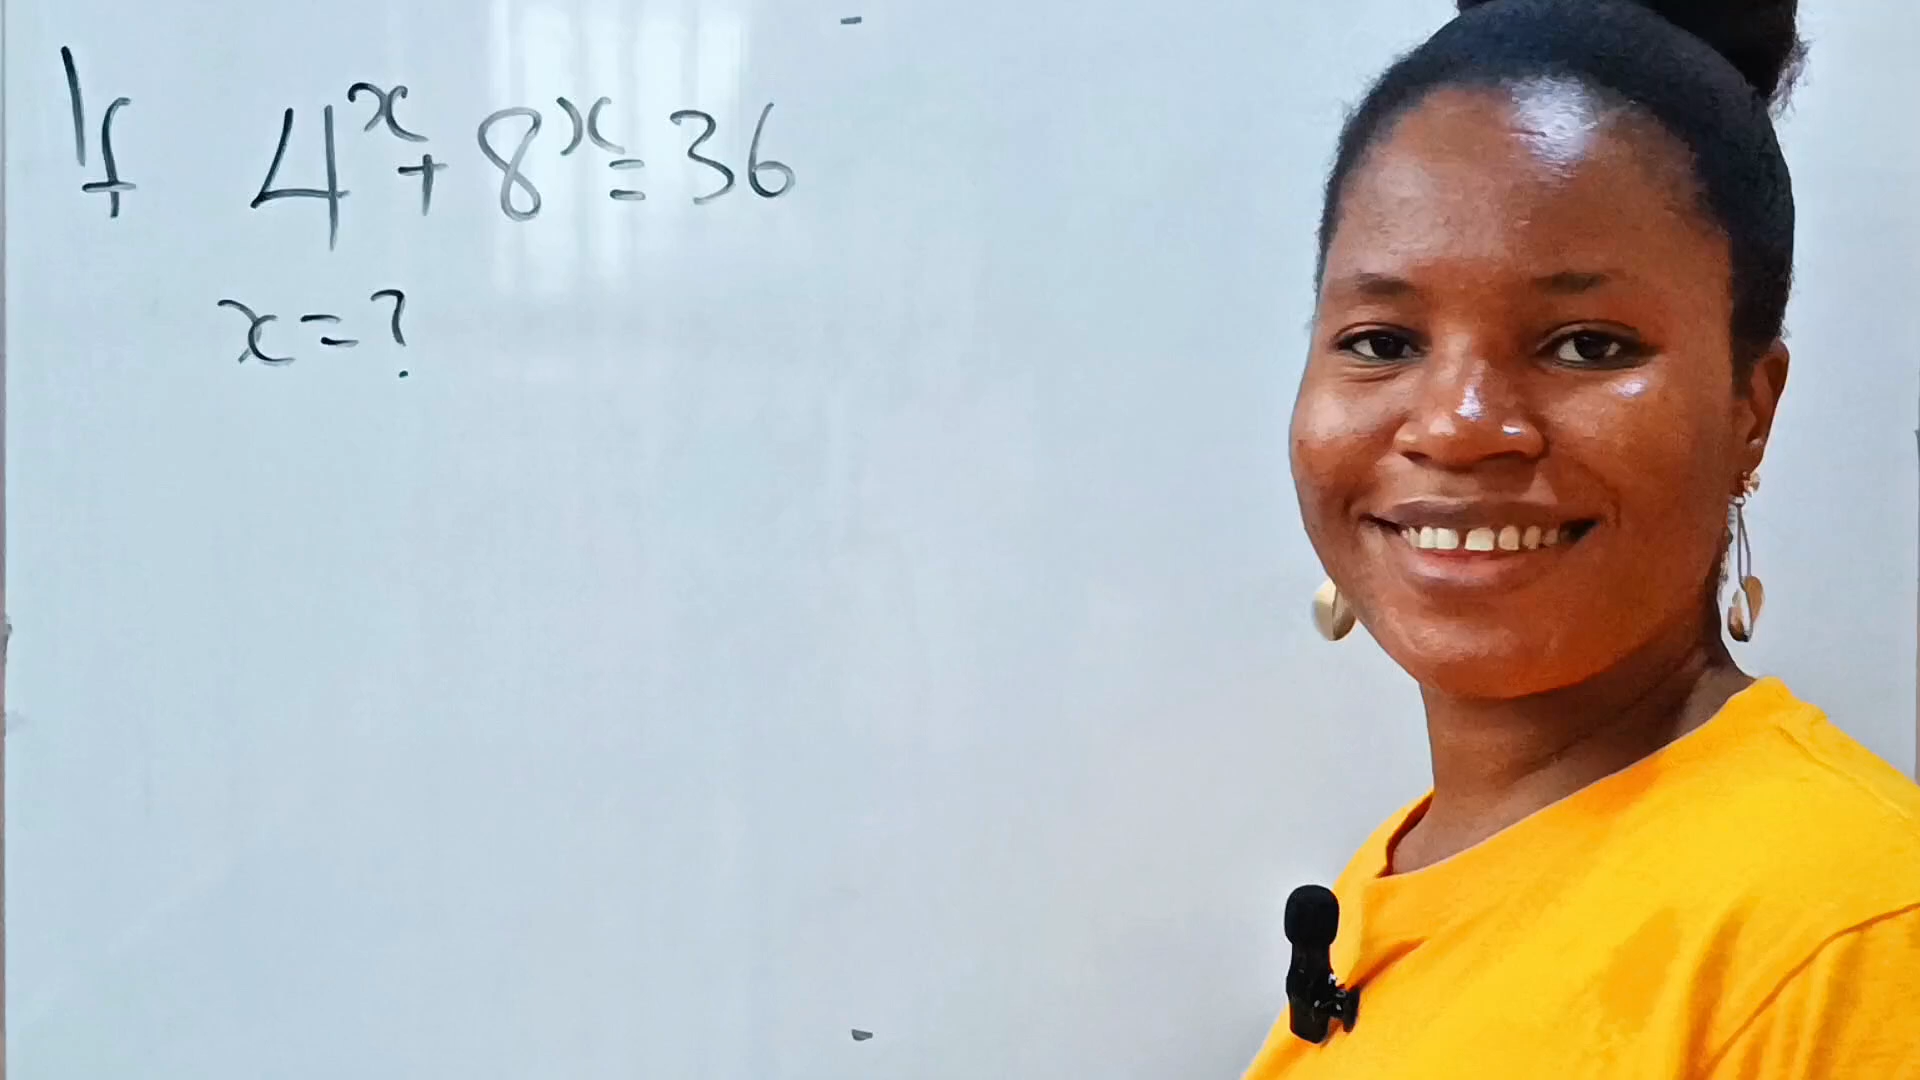 If 4^x + 8^x = 36
x = ?